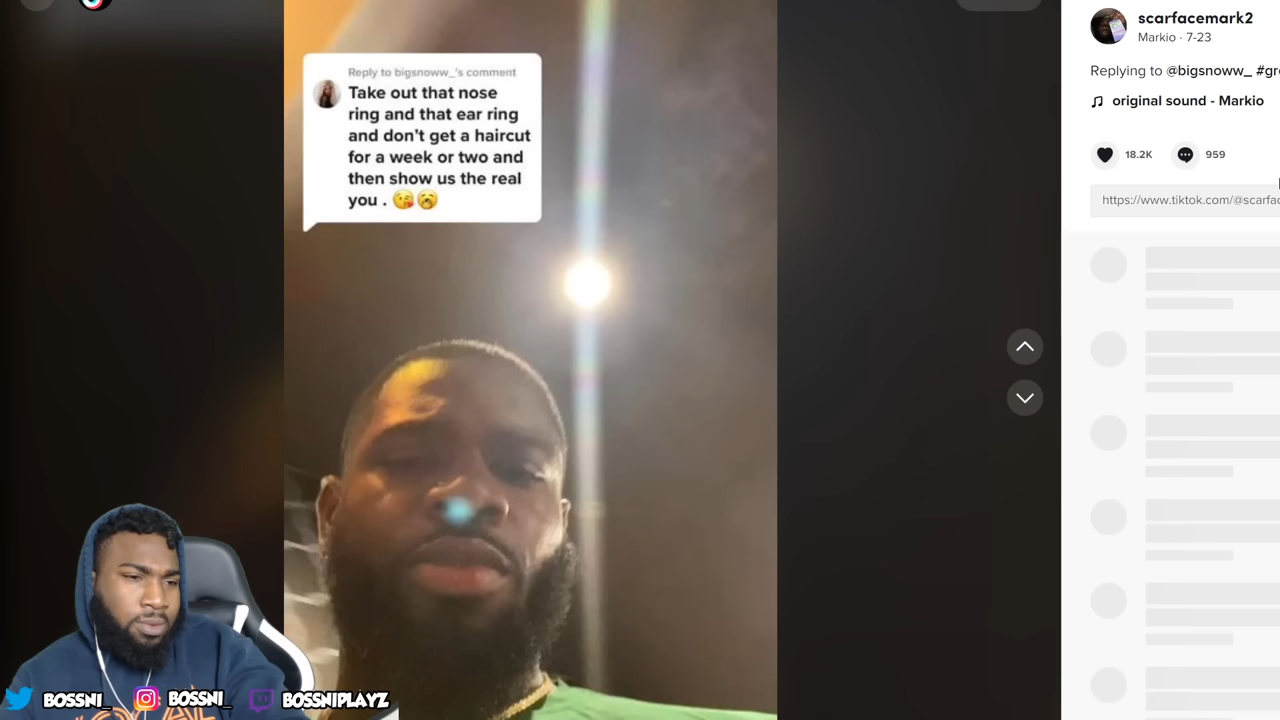 Reply to bigsnoww_'s comment
Take out that nose
ring and that ear ring
and don't get a haircut
for a week or two and
then show us the real
you . 😘😭
scarfacemark2
Markio · 7-23
Replying to @bigsnoww_ #gr
original sound - Markio
18.2K
959
https://www.tiktok.com/@scarfac
BOSSNI_
BOSSNI_
BOSSNIPLAYZ